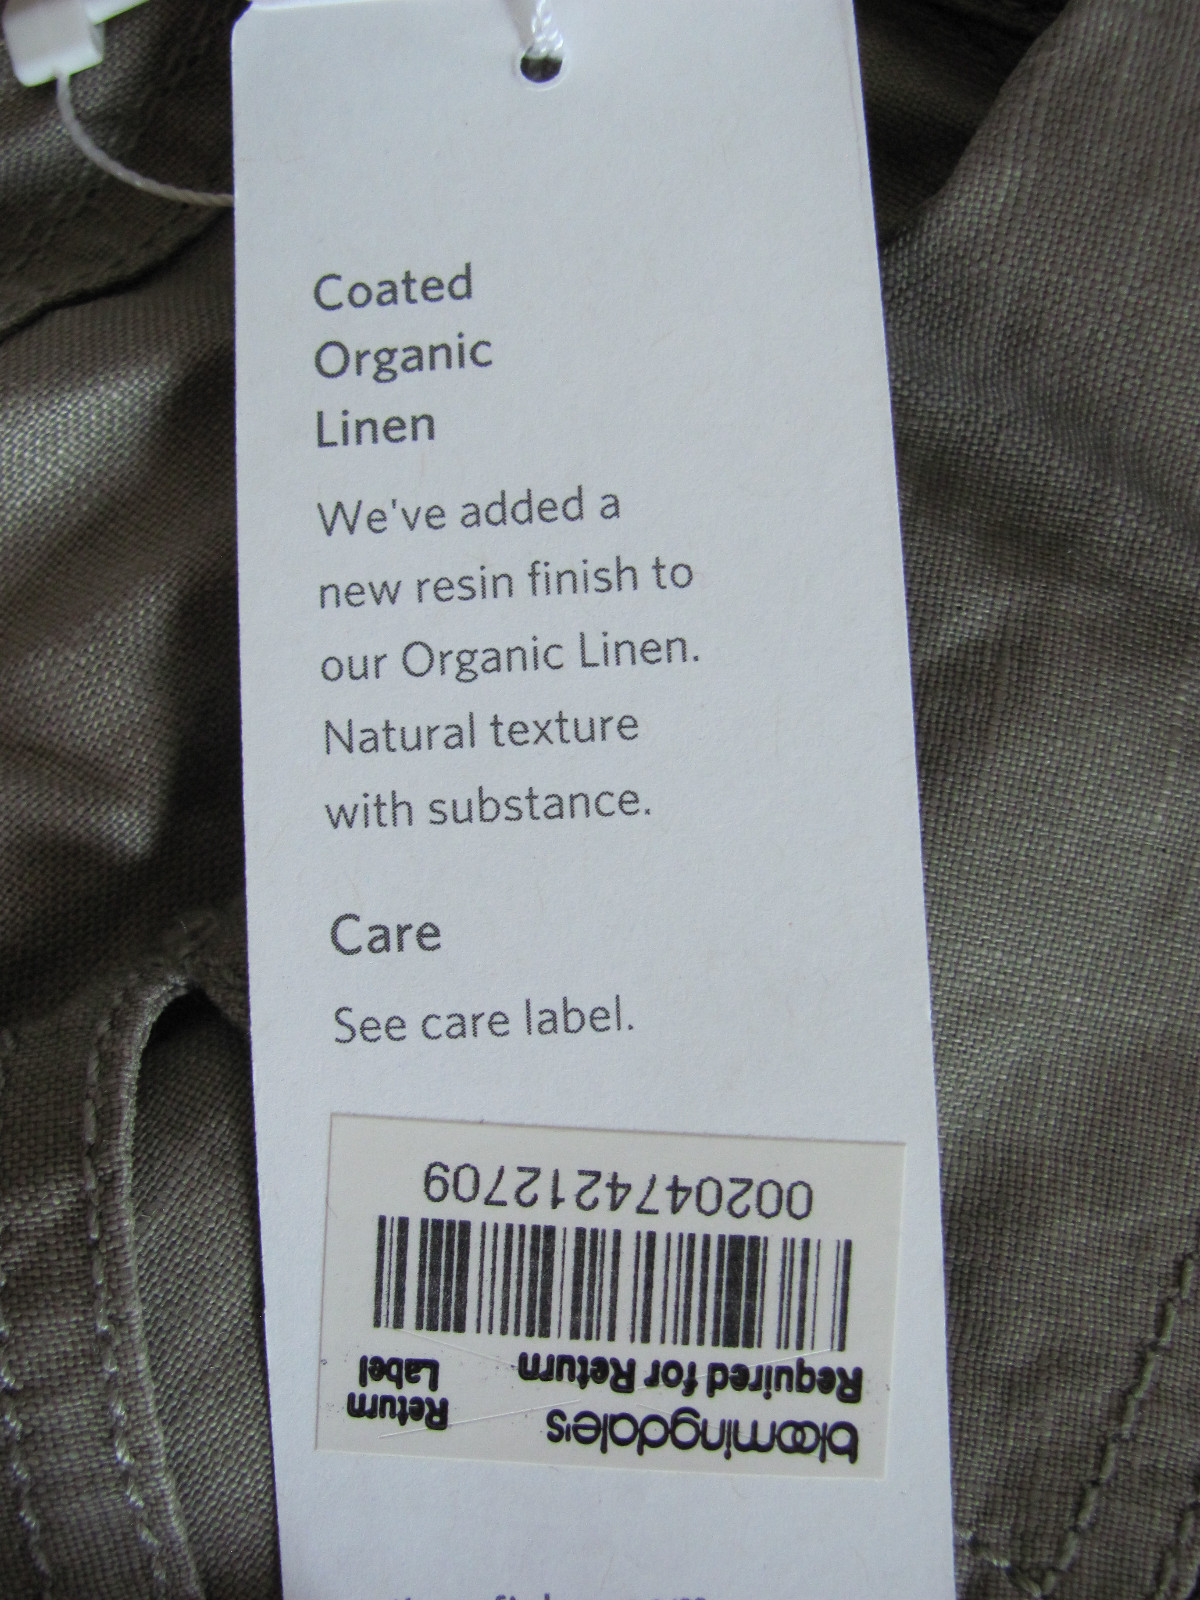 Coated
Organic
Linen
We've added a
new resin finish to
our Organic Linen.
Natural texture
with substance.
Care
See care label.
bloomingdale's
Return
Label
Required for Return
0020474212709